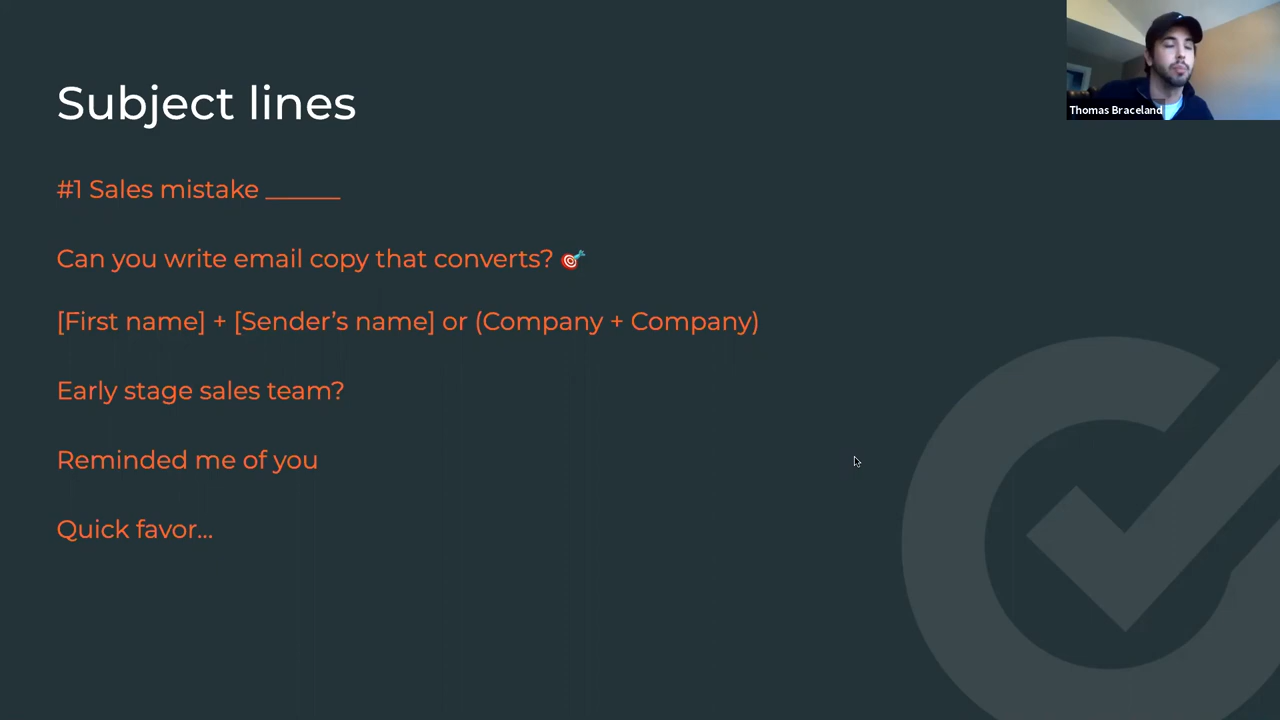 Subject lines
Thomas Braceland
#1 Sales mistake ______
Can you write email copy that converts? 🎯
[First name] + [Sender’s name] or (Company + Company)
Early stage sales team?
Reminded me of you
Quick favor...